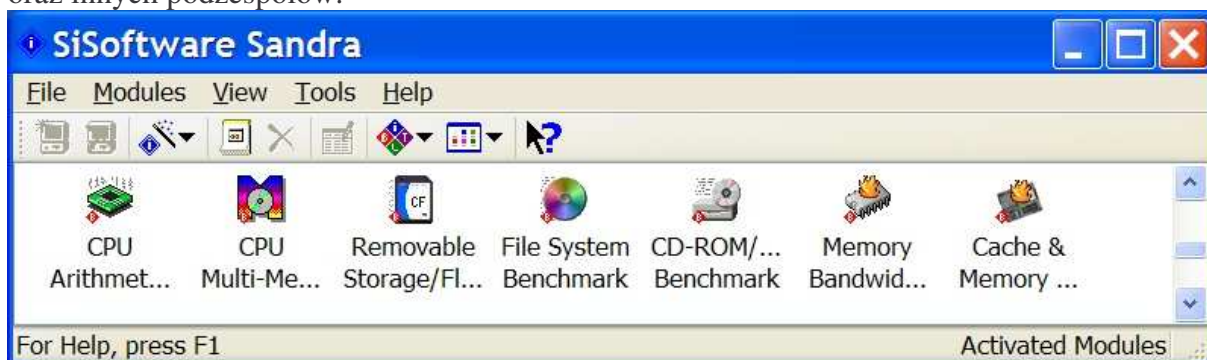 oraz innych podzespołów.
SiSoftware Sandra
File Modules View Tools Help
CF
CPU Arithmet...
CPU Multi-Me...
Removable Storage/Fl...
File System Benchmark
CD-ROM/... Benchmark
Memory Bandwid...
Cache & Memory ...
For Help, press F1
Activated Modules